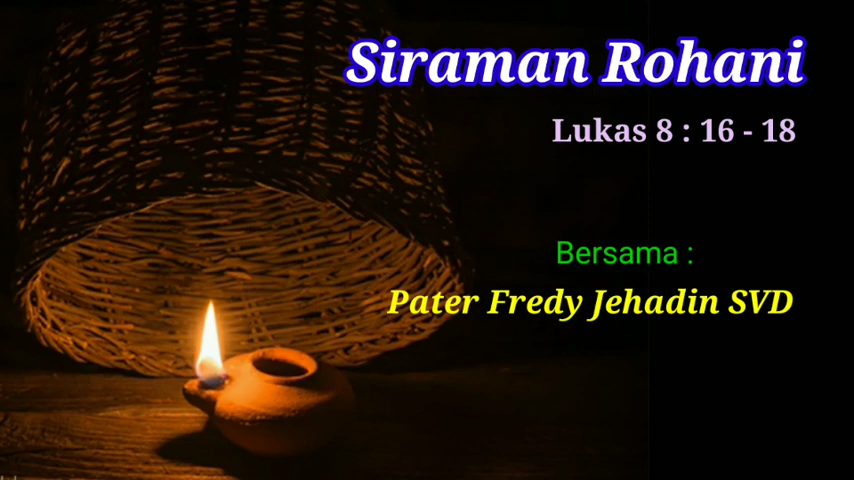 Siraman Rohani
Lukas 8 : 16 - 18
Bersama :
Pater Fredy Jehadin SVD